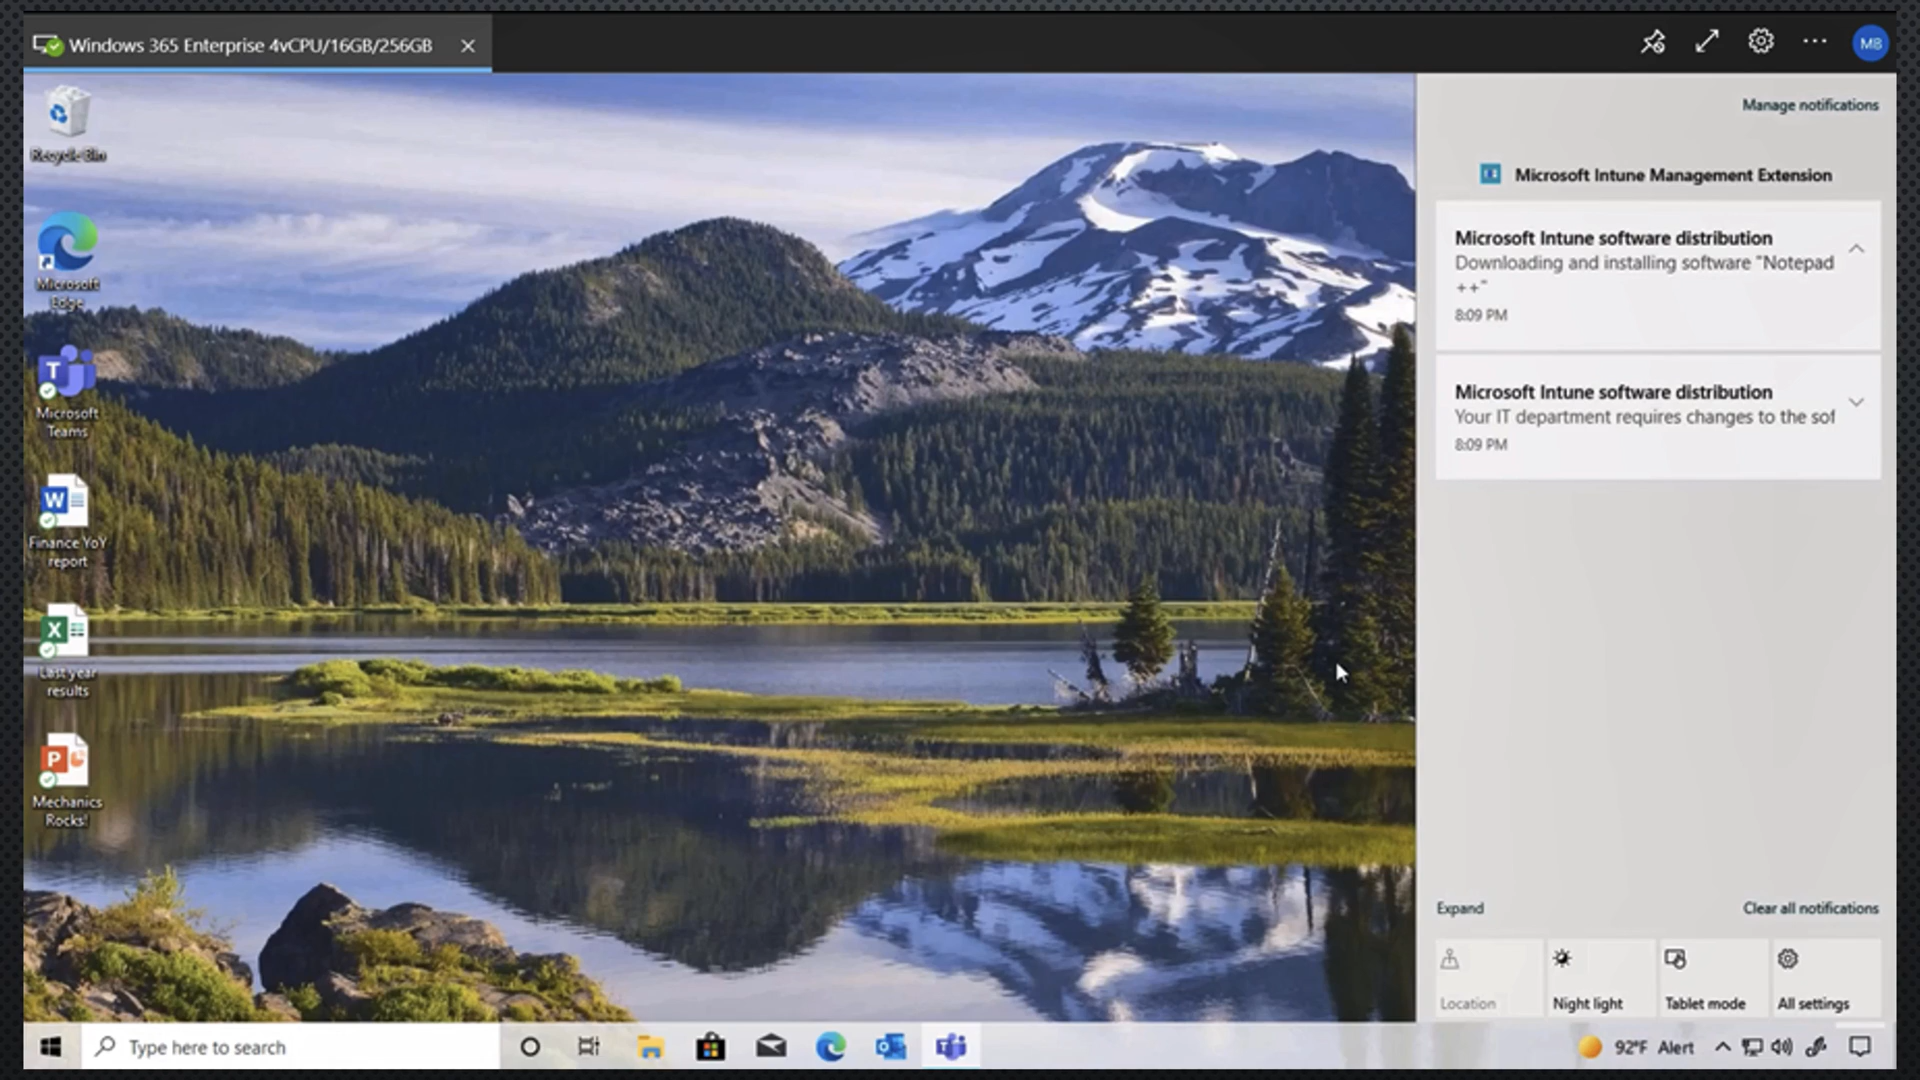 Windows 365 Enterprise 4vCPU/16GB/256GB
MB
Manage notifications
Recycle Bin
Microsoft Intune Management Extension
Microsoft Intune software distribution
Downloading and installing software "Notepad
++"
8:09 PM
Microsoft
Edge
Microsoft Intune software distribution
Your IT department requires changes to the sof
8:09 PM
T
Microsoft
Teams
W
Finance YoY
report
X
Last year
results
P
Mechanics
Rocks!
Expand
Clear all notifications
Location
Night light
Tablet mode
All settings
Type here to search
92°F Alert